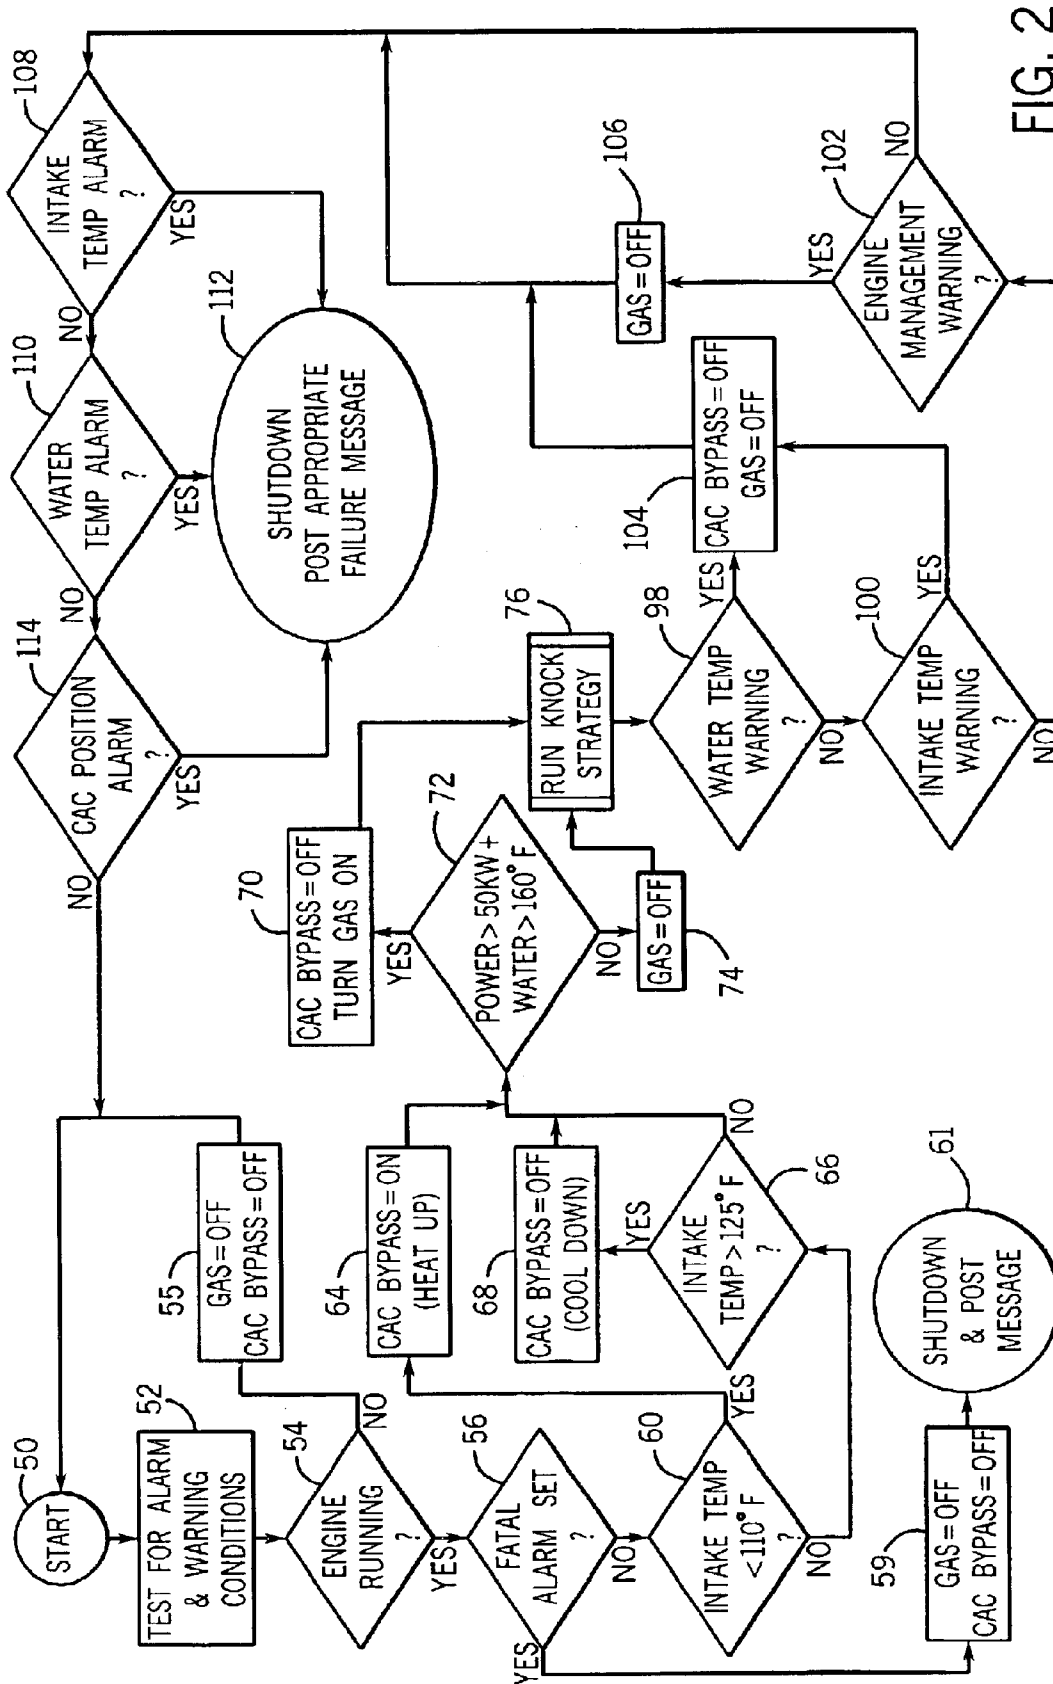 50
START
52
TEST FOR ALARM
& WARNING
CONDITIONS
54
ENGINE
RUNNING
?
NO
YES
55
GAS=OFF
CAC BYPASS=OFF
56
FATAL
ALARM SET
?
YES
NO
59
GAS=OFF
CAC BYPASS=OFF
61
SHUTDOWN
& POST
MESSAGE
60
INTAKE TEMP
<110°F
?
YES
NO
64
CAC BYPASS=ON
(HEAT UP)
66
INTAKE
TEMP>125°F
?
YES
NO
68
CAC BYPASS=OFF
(COOL DOWN)
72
POWER>50KW+
WATER>160°F
YES
NO
70
CAC BYPASS=OFF
TURN GAS ON
74
GAS=OFF
76
RUN KNOCK
STRATEGY
98
WATER TEMP
WARNING
?
YES
NO
100
INTAKE TEMP
WARNING
?
YES
NO
104
CAC BYPASS=OFF
GAS=OFF
102
ENGINE
MANAGEMENT
WARNING
?
YES
NO
106
GAS=OFF
108
INTAKE
TEMP ALARM
?
NO
YES
110
WATER
TEMP ALARM
?
NO
YES
112
SHUTDOWN
POST APPROPRIATE
FAILURE MESSAGE
114
CAC POSITION
ALARM
?
NO
YES
FIG. 2